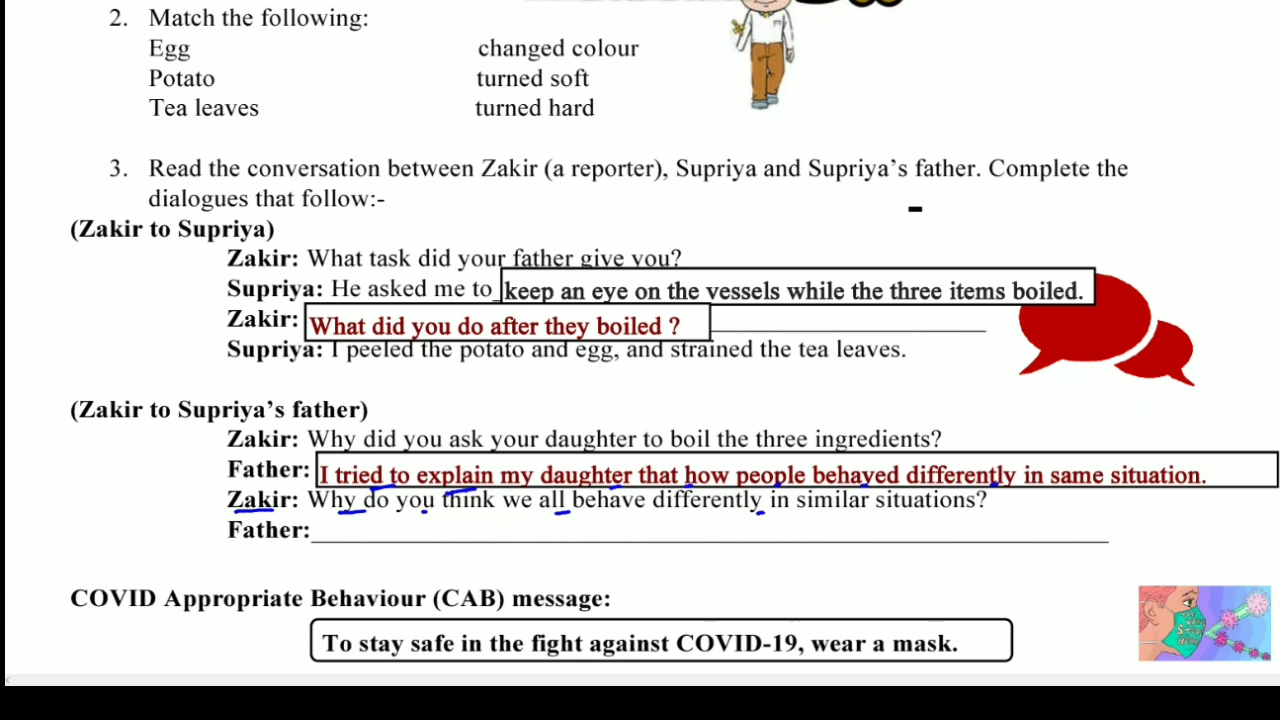 2. Match the following:
Egg changed colour
Potato turned soft
Tea leaves turned hard
3. Read the conversation between Zakir (a reporter), Supriya and Supriya's father. Complete the
dialogues that follow:-
(Zakir to Supriya)
Zakir: What task did your father give you?
Supriya: He asked me to keep an eye on the vessels while the three items boiled.
Zakir: What did you do after they boiled ?
Supriya: I peeled the potato and egg, and strained the tea leaves.
(Zakir to Supriya's father)
Zakir: Why did you ask your daughter to boil the three ingredients?
Father: I tried to explain my daughter that how people behaved differently in same situation.
Zakir: Why do you think we all behave differently in similar situations?
Father:
COVID Appropriate Behaviour (CAB) message:
To stay safe in the fight against COVID-19, wear a mask.